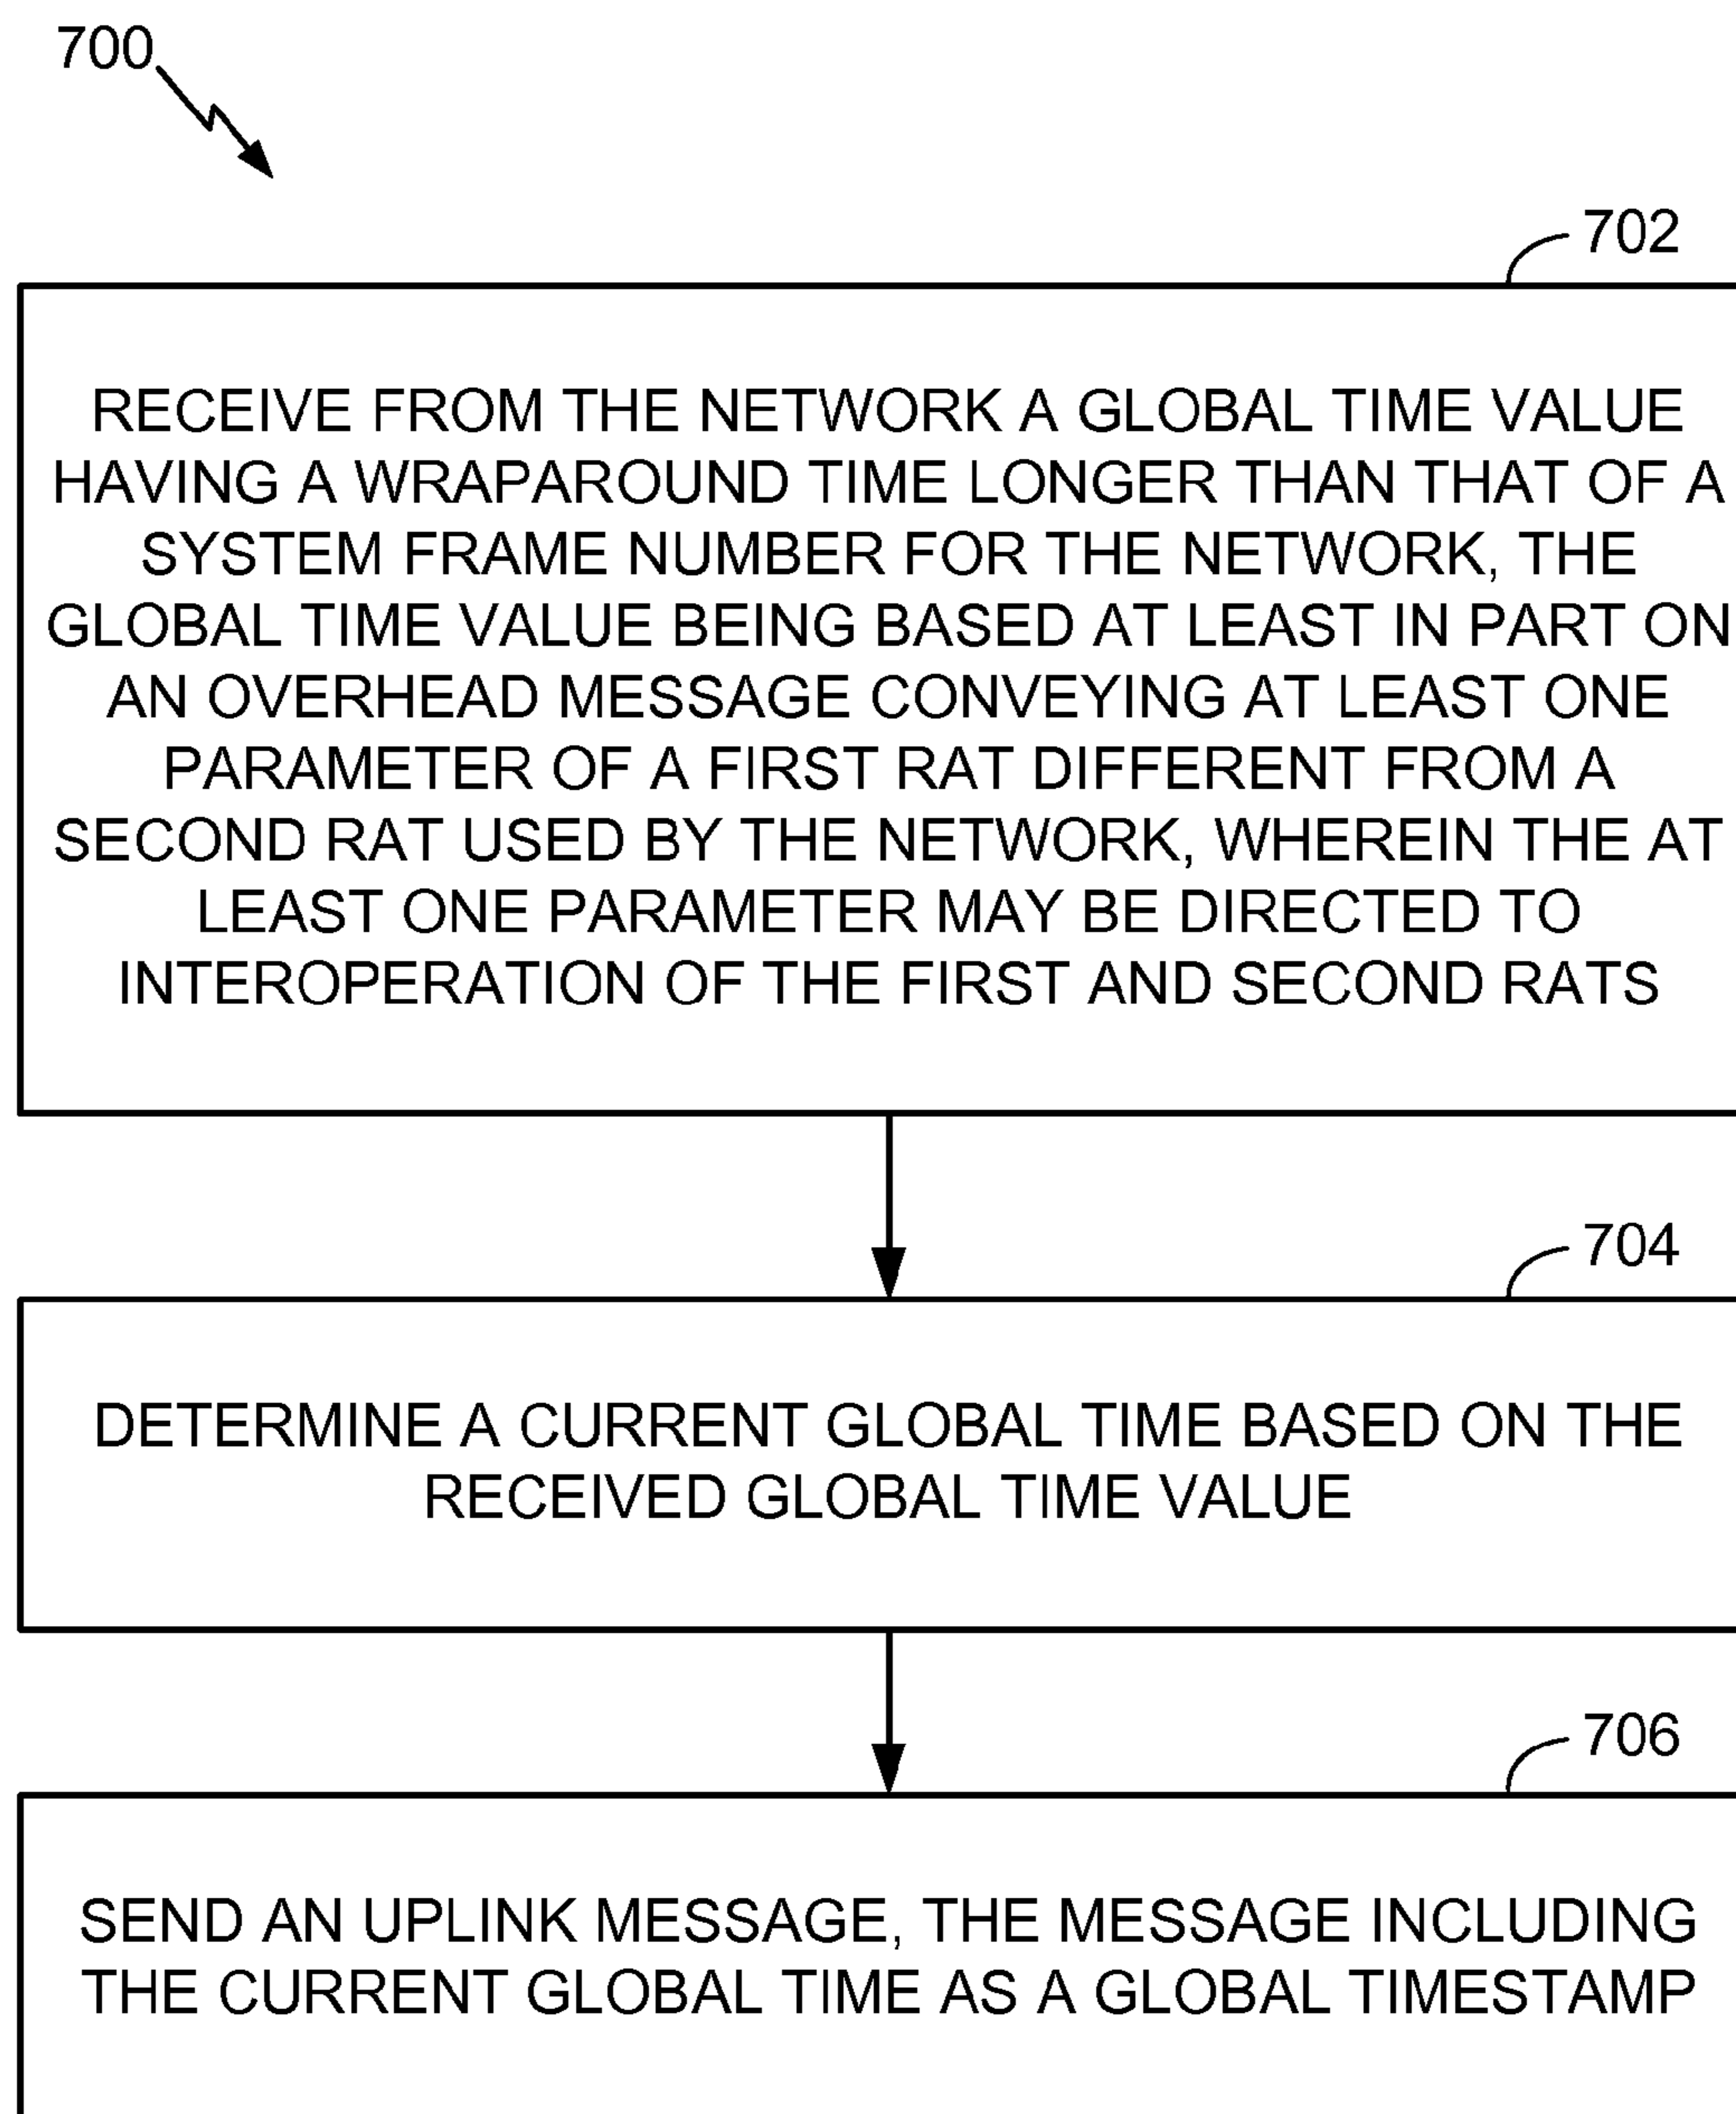 700
702
RECEIVE FROM THE NETWORK A GLOBAL TIME VALUE
HAVING A WRAPAROUND TIME LONGER THAN THAT OF A
SYSTEM FRAME NUMBER FOR THE NETWORK, THE
GLOBAL TIME VALUE BEING BASED AT LEAST IN PART ON
AN OVERHEAD MESSAGE CONVEYING AT LEAST ONE
PARAMETER OF A FIRST RAT DIFFERENT FROM A
SECOND RAT USED BY THE NETWORK, WHEREIN THE AT
LEAST ONE PARAMETER MAY BE DIRECTED TO
INTEROPERATION OF THE FIRST AND SECOND RATS
704
DETERMINE A CURRENT GLOBAL TIME BASED ON THE
RECEIVED GLOBAL TIME VALUE
706
SEND AN UPLINK MESSAGE, THE MESSAGE INCLUDING
THE CURRENT GLOBAL TIME AS A GLOBAL TIMESTAMP